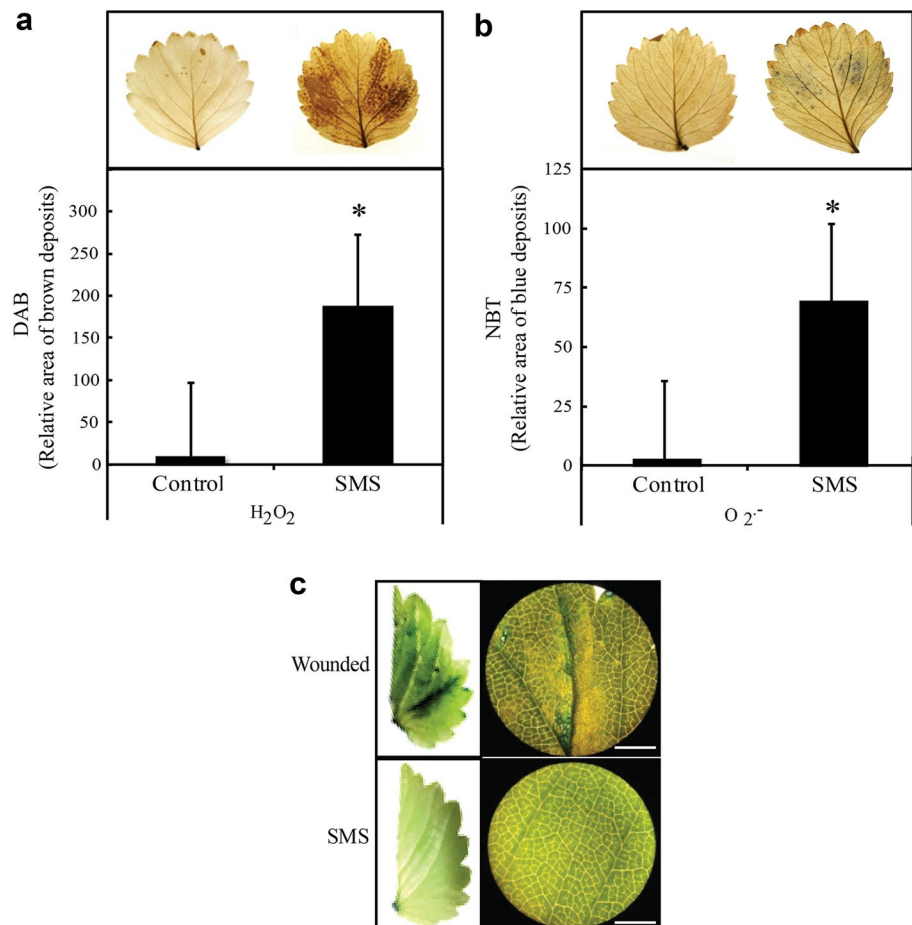 a
DAB
(Relative area of brown deposits)
300
250
200
150
100
50
0
*
Control
SMS
H2O2
b
NBT
(Relative area of blue deposits)
125
100
75
50
25
0
*
Control
SMS
O 2·-
c
Wounded
SMS